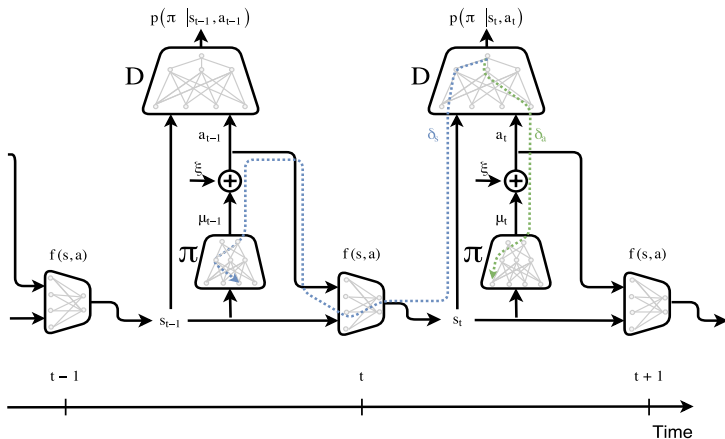 p(π |s_{t-1}, a_{t-1})
p(π |s_t, a_t)
D
D
a_{t-1}
δ_s
a_t
δ_a
ξ
+
ξ
+
μ_{t-1}
μ_t
f(s,a)
π
f(s,a)
π
f(s,a)
s_{t-1}
s_t
t − 1
t
t + 1
Time